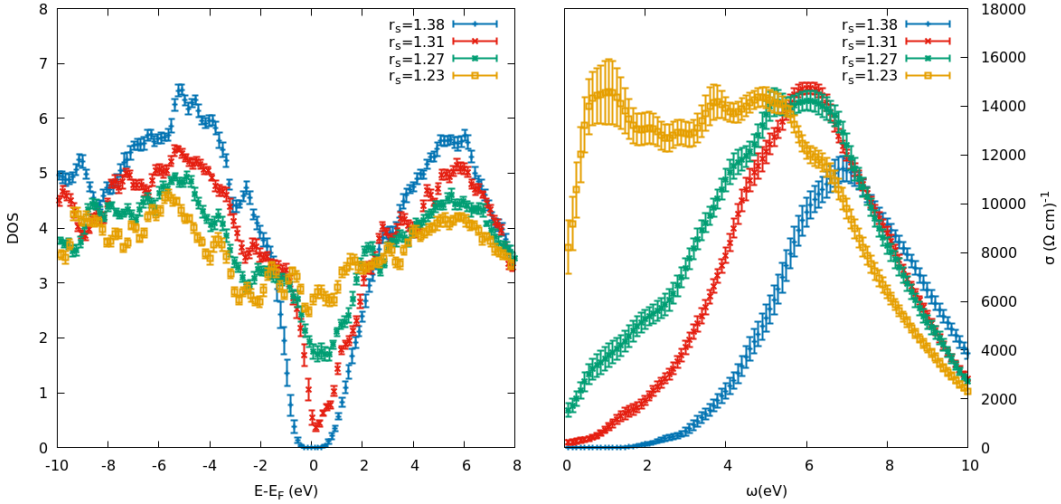 DOS
8
7
6
5
4
3
2
1
0
-10
-8
-6
-4
-2
0
2
4
6
8
E-E_F (eV)
r_s=1.38
r_s=1.31
r_s=1.27
r_s=1.23
r_s=1.38
r_s=1.31
r_s=1.27
r_s=1.23
0
2
4
6
8
10
ω(eV)
18000
16000
14000
12000
10000
8000
6000
4000
2000
0
σ (Ω cm)^-1